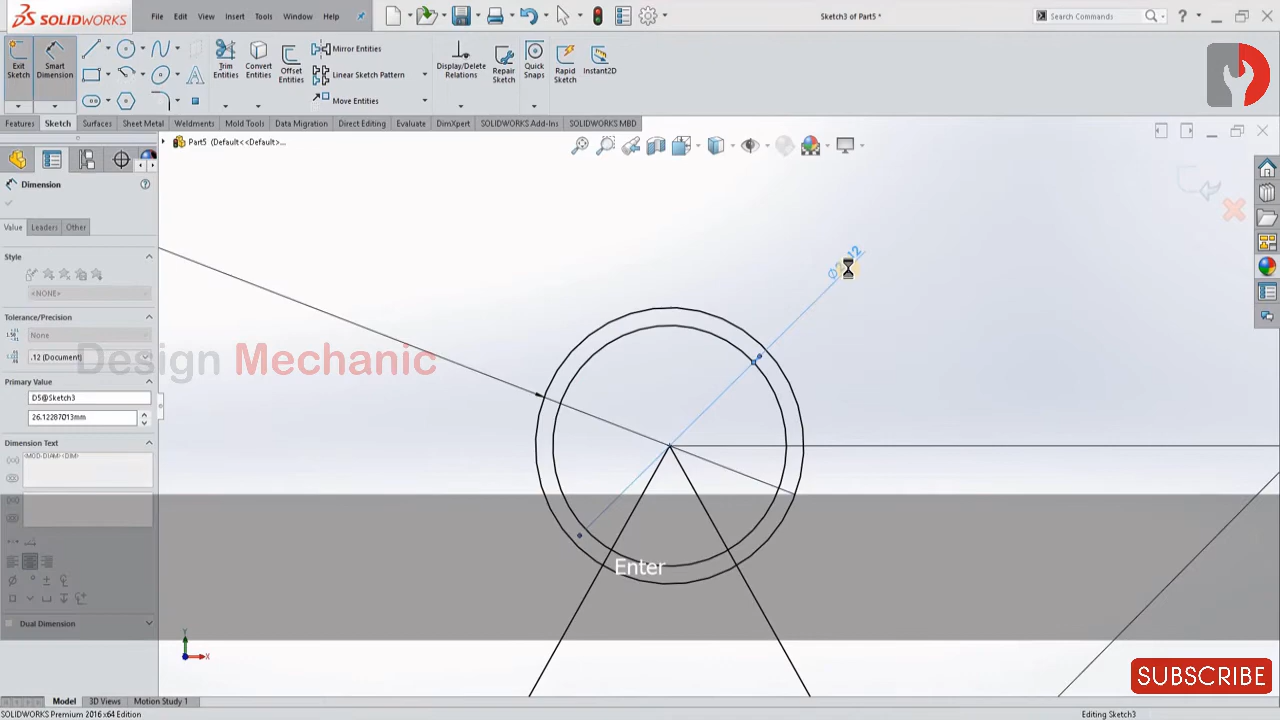 SOLIDWORKS
File Edit View Insert Tools Window Help
Sketch3 of Part5 *
Search Commands
Exit Sketch
Smart Dimension
Trim Entities
Convert Entities
Offset Entities
Mirror Entities
Linear Sketch Pattern
Move Entities
Display/Delete Relations
Repair Sketch
Quick Snaps
Rapid Sketch
Instant2D
Features Sketch Surfaces Sheet Metal Weldments Mold Tools Data Migration Direct Editing Evaluate DimXpert SOLIDWORKS Add-Ins SOLIDWORKS MBD
Part5 (Default<<Default>...
Dimension
Value Leaders Other
Style
<NONE>
Tolerance/Precision
None
.12 (Document)
Design Mechanic
Primary Value
D5@Sketch3
26.12287013mm
Dimension Text
<MOD-DIAM><DIM>
Enter
Dual Dimension
Y
X
SUBSCRIBE
Model 3D Views Motion Study 1
SOLIDWORKS Premium 2016 x64 Edition
Editing Sketch3